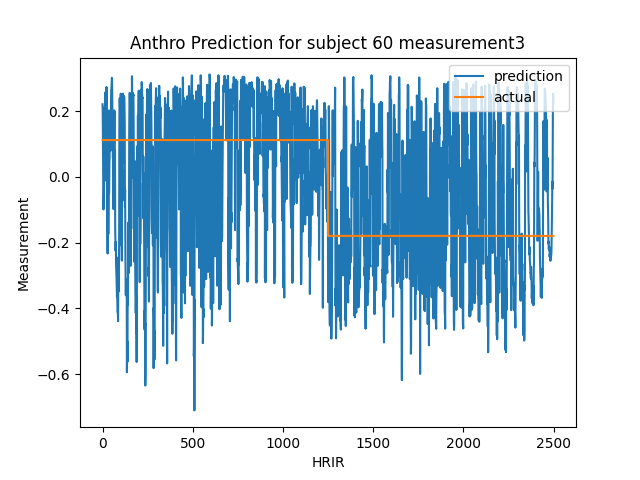 Anthro Prediction for subject 60 measurement3
prediction
actual
0.2
0.0
−0.2
−0.4
−0.6
Measurement
0
500
1000
1500
2000
2500
HRIR